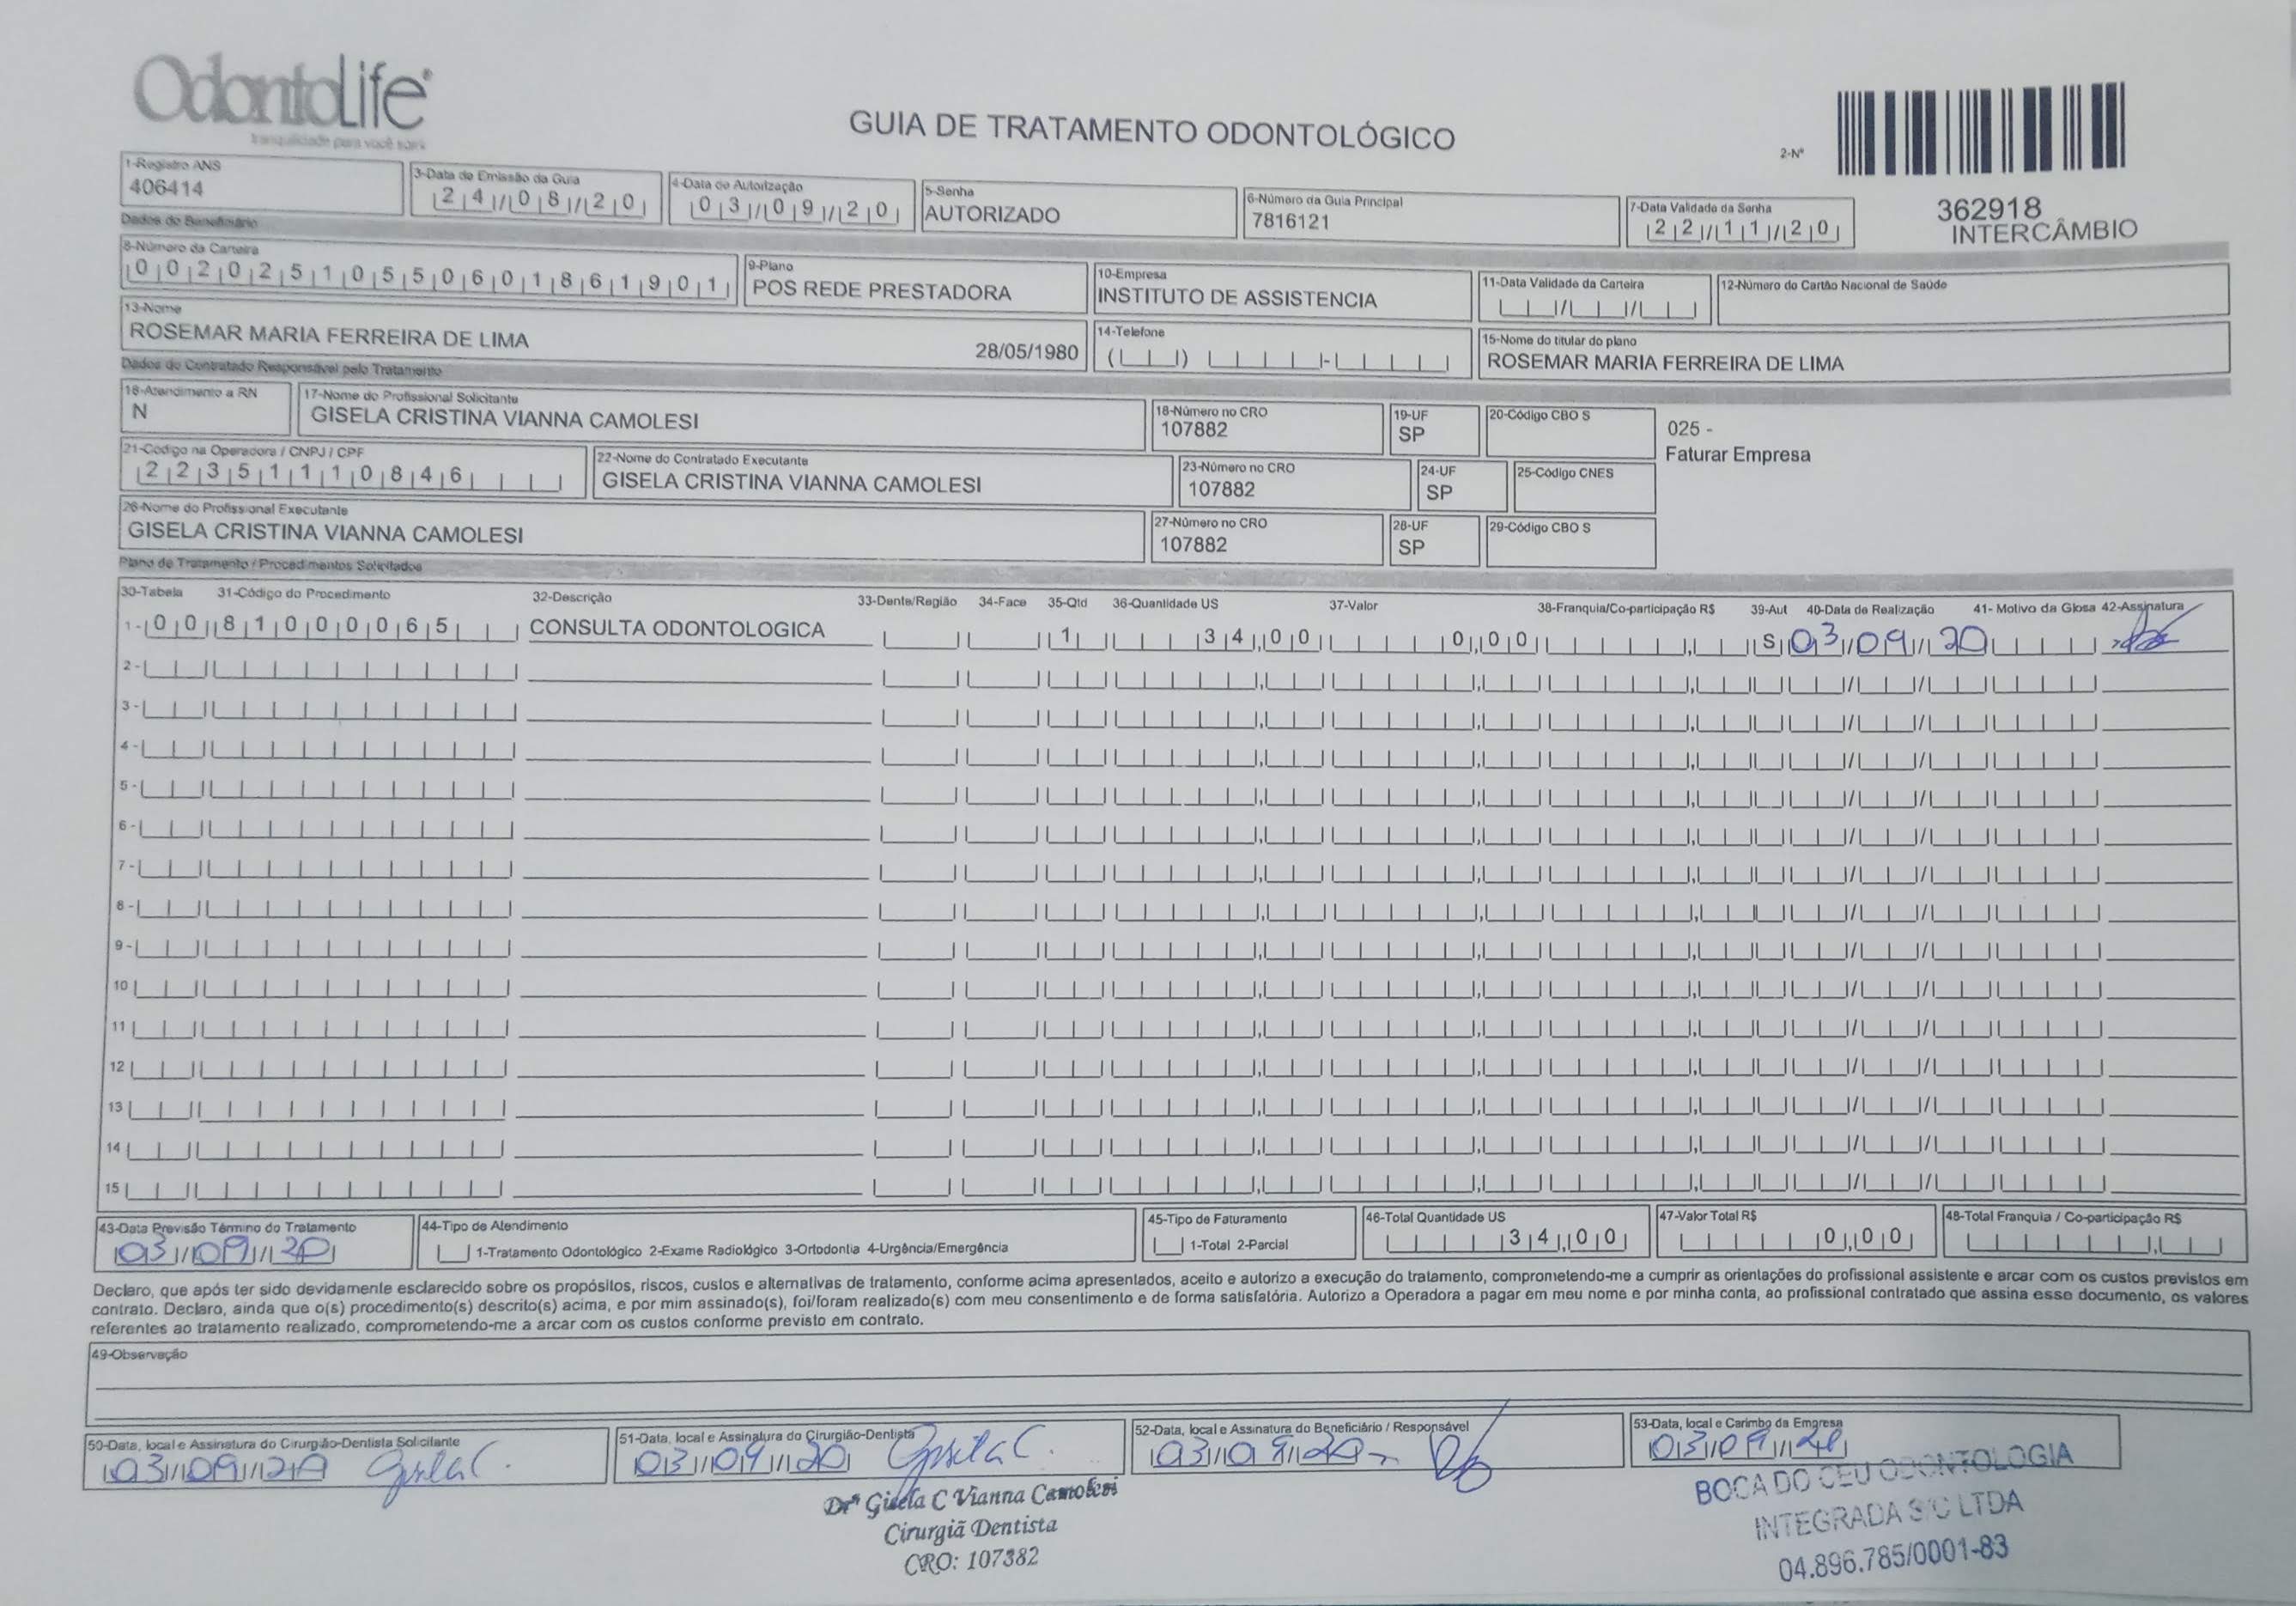 OdontoLife
tranquilidade para você sorrir
GUIA DE TRATAMENTO ODONTOLÓGICO
2-Nº
362918
INTERCÂMBIO
1-Registro ANS
406414
3-Data de Emissão da Guia
24/08/20
4-Data de Autorização
03/09/20
5-Senha
AUTORIZADO
6-Número da Guia Principal
7816121
7-Data Validade da Senha
22/11/20
Dados do Beneficiário
8-Número da Carteira
00202510550601861901
9-Plano
POS REDE PRESTADORA
10-Empresa
INSTITUTO DE ASSISTENCIA
11-Data Validade da Carteira
12-Número do Cartão Nacional de Saúde
13-Nome
ROSEMAR MARIA FERREIRA DE LIMA
28/05/1980
14-Telefone
15-Nome do titular do plano
ROSEMAR MARIA FERREIRA DE LIMA
Dados do Contratado Responsável pelo Tratamento
16-Atendimento a RN
N
17-Nome do Profissional Solicitante
GISELA CRISTINA VIANNA CAMOLESI
18-Número no CRO
107882
19-UF
SP
20-Código CBO S
025 -
Faturar Empresa
21-Código na Operadora / CNPJ / CPF
22351110846
22-Nome do Contratado Executante
GISELA CRISTINA VIANNA CAMOLESI
23-Número no CRO
107882
24-UF
SP
25-Código CNES
26-Nome do Profissional Executante
GISELA CRISTINA VIANNA CAMOLESI
27-Número no CRO
107882
28-UF
SP
29-Código CBO S
Plano de Tratamento / Procedimentos Solicitados
30-Tabela 31-Código do Procedimento 32-Descrição 33-Dente/Região 34-Face 35-Qtd 36-Quantidade US 37-Valor 38-Franquia/Co-participação R$ 39-Aut 40-Data de Realização 41- Motivo da Glosa 42-Assinatura
1- 00 81000065 CONSULTA ODONTOLOGICA 1 34,00 0,00 S 03/09/20
2-
3-
4-
5-
6-
7-
8-
9-
10
11
12
13
14
15
43-Data Previsão Término do Tratamento
03/09/20
44-Tipo de Atendimento
1-Tratamento Odontológico 2-Exame Radiológico 3-Ortodontia 4-Urgência/Emergência
45-Tipo de Faturamento
1-Total 2-Parcial
46-Total Quantidade US
34,00
47-Valor Total R$
0,00
48-Total Franquia / Co-participação R$
Declaro, que após ter sido devidamente esclarecido sobre os propósitos, riscos, custos e alternativas de tratamento, conforme acima apresentados, aceito e autorizo a execução do tratamento, comprometendo-me a cumprir as orientações do profissional assistente e arcar com os custos previstos em
contrato. Declaro, ainda que o(s) procedimento(s) descrito(s) acima, e por mim assinado(s), foi/foram realizado(s) com meu consentimento e de forma satisfatória. Autorizo a Operadora a pagar em meu nome e por minha conta, ao profissional contratado que assina esse documento, os valores
referentes ao tratamento realizado, comprometendo-me a arcar com os custos conforme previsto em contrato.
49-Observação
50-Data, local e Assinatura do Cirurgião-Dentista Solicitante
03/09/20 Gisela C.
51-Data, local e Assinatura do Cirurgião-Dentista
03/09/20 Gisela C.
52-Data, local e Assinatura do Beneficiário / Responsável
03/09/20
53-Data, local e Carimbo da Empresa
03/09/20
Drª Gisela C Vianna Camolesi
Cirurgiã Dentista
CRO: 107382
BOCA DO CEU ODONTOLOGIA
INTEGRADA S/C LTDA
04.896.785/0001-83